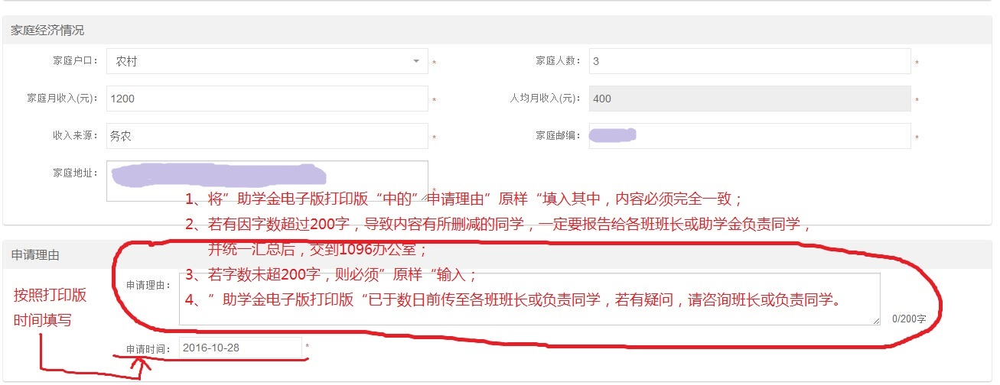 家庭经济情况
家庭户口： 农村 * 家庭人数： 3 *
家庭月收入(元)： 1200 * 人均月收入(元)： 400 *
收入来源： 务农 * 家庭邮编： *
家庭地址： *
1、将”助学金电子版打印版“中的”申请理由”原样“填入其中，内容必须完全一致；
2、若有因字数超过200字，导致内容有所删减的同学，一定要报告给各班班长或助学金负责同学，
并统一汇总后，交到1096办公室；
申请理由
3、若字数未超200字，则必须”原样“输入；
申请理由：
4、”助学金电子版打印版“已于数日前传至各班班长或负责同学，若有疑问，请咨询班长或负责同学。
0/200字
按照打印版
时间填写
申请时间： 2016-10-28 *